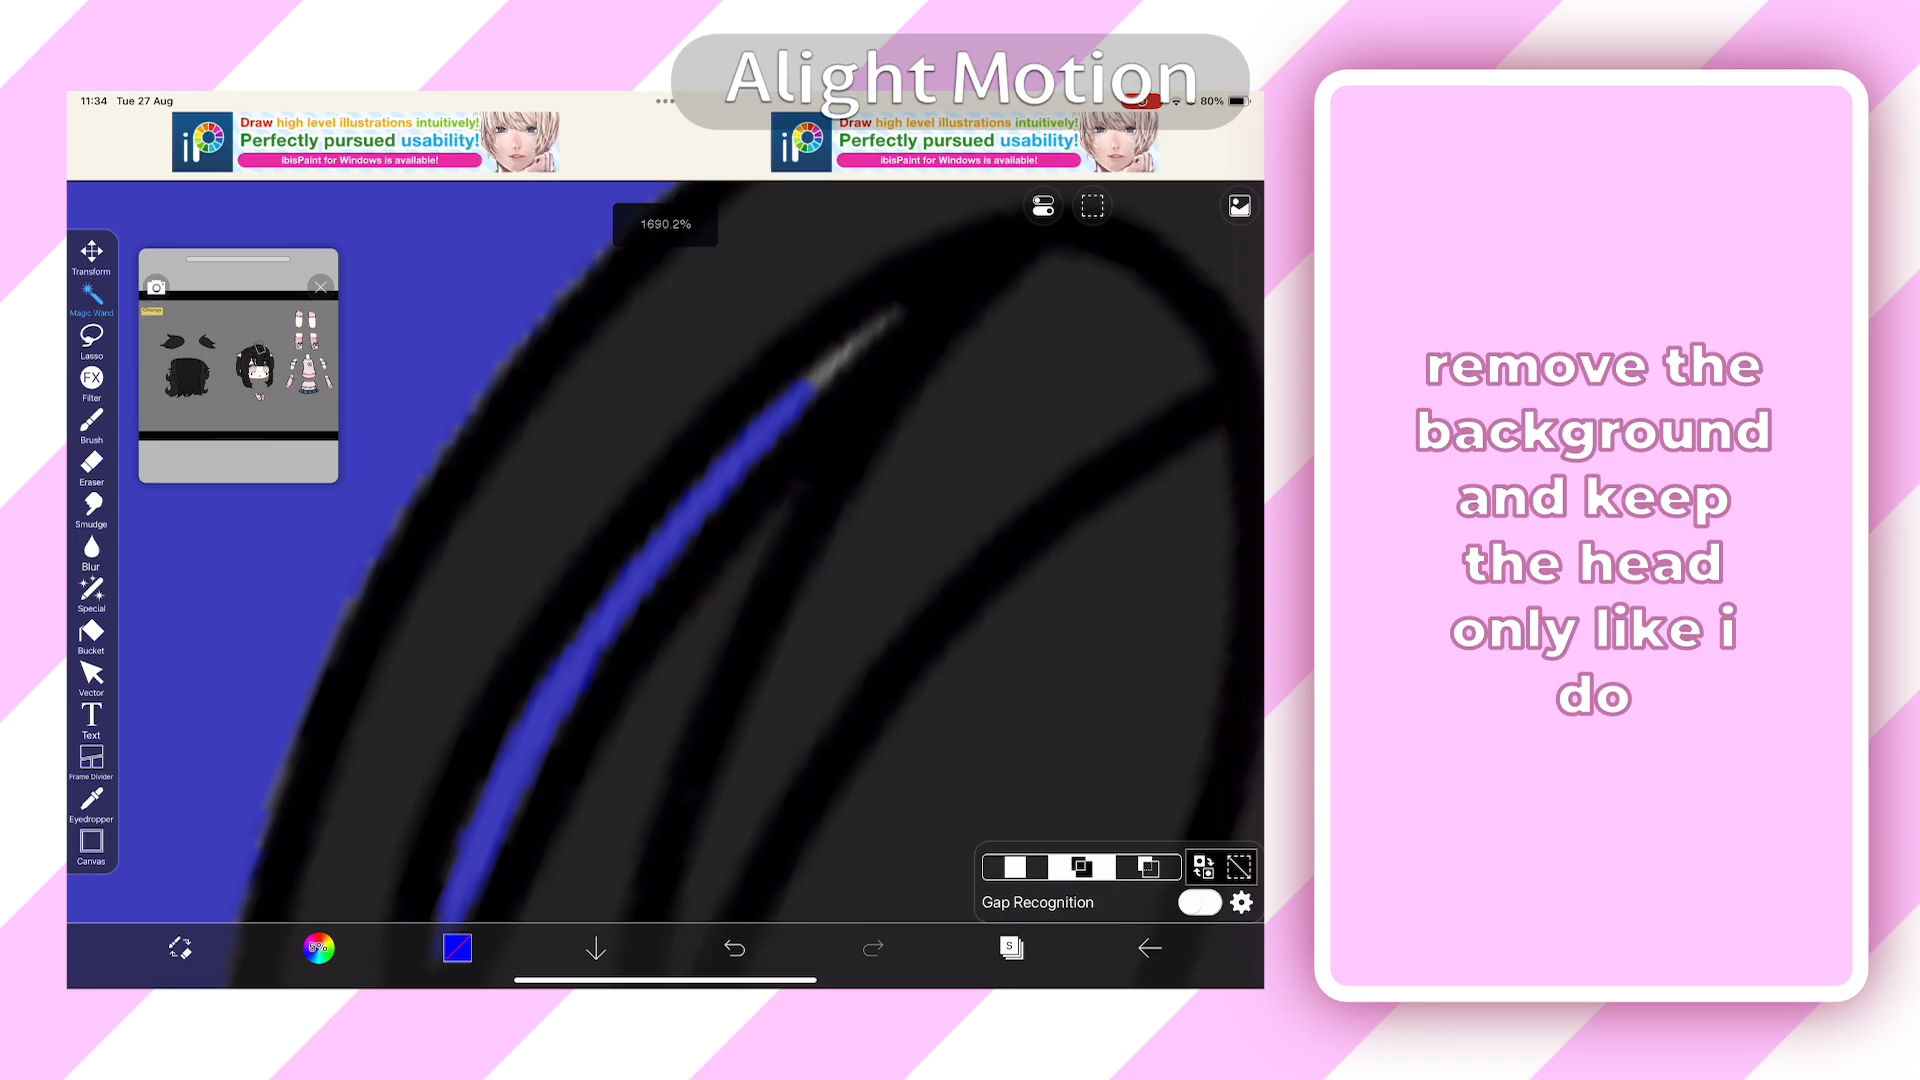 Alight Motion
11:34 Tue 27 Aug
80%
Draw high level illustrations intuitively!
Perfectly pursued usability!
ibisPaint for Windows is available!
Draw high level illustrations intuitively!
Perfectly pursued usability!
ibisPaint for Windows is available!
1690.2%
Transform
Magic Wand
Lasso
FX
Filter
Brush
Eraser
Smudge
Blur
Special
Bucket
Vector
T
Text
Frame Divider
Eyedropper
Canvas
Gap Recognition
5%
S
remove the
background
and keep
the head
only like i
do